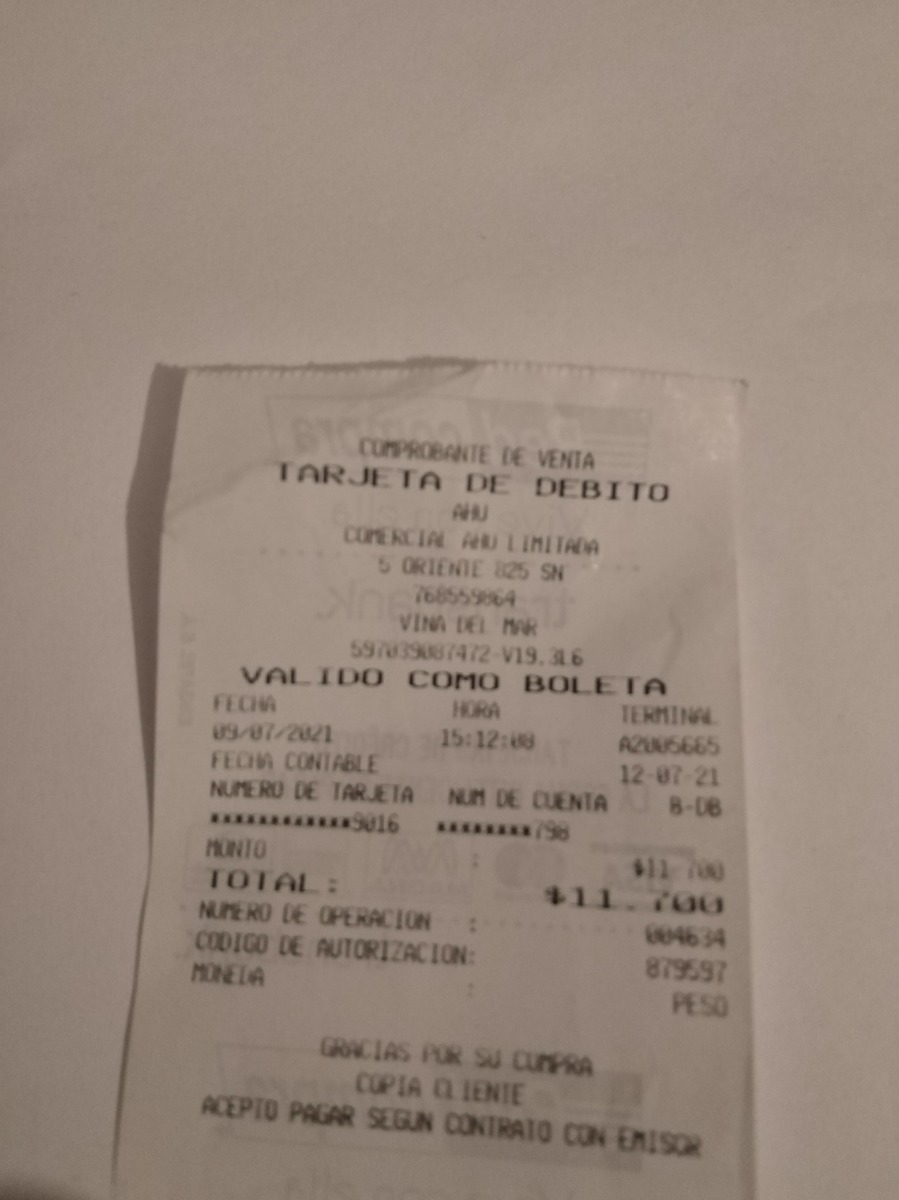 COMPROBANTE DE VENTA
TARJETA DE DEBITO
AHU
COMERCIAL AHU LIMITADA
5 ORIENTE 825 SN
768559864
VINA DEL MAR
597039087472-V19.3L6
VALIDO COMO BOLETA
FECHA HORA TERMINAL
09/07/2021 15:12:08 A2005665
FECHA CONTABLE 12-07-21
NUMERO DE TARJETA NUM DE CUENTA B-DB
************9016 ********798
MONTO : $11.700
TOTAL: $11.700
NUMERO DE OPERACION : 004634
CODIGO DE AUTORIZACION: 879597
MONEDA : PESO
GRACIAS POR SU COMPRA
COPIA CLIENTE
ACEPTO PAGAR SEGUN CONTRATO CON EMISOR